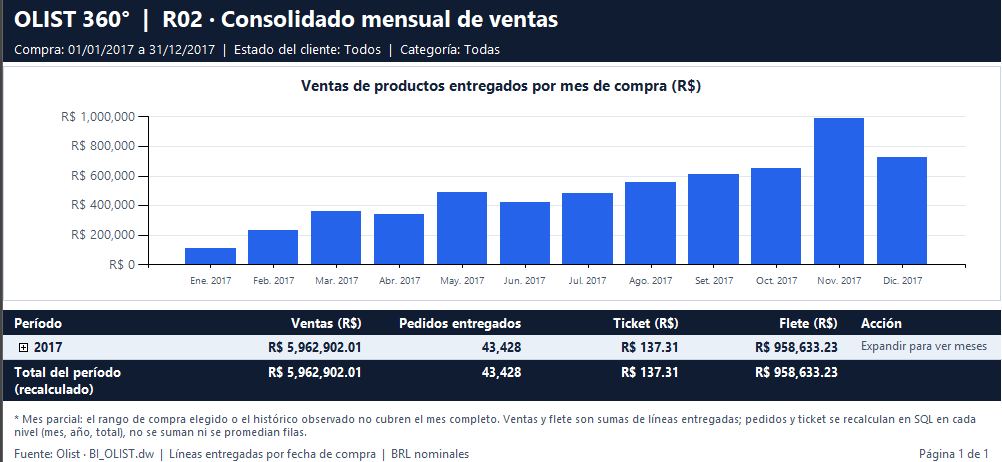 OLIST 360° | R02 · Consolidado mensual de ventas
Compra: 01/01/2017 a 31/12/2017 | Estado del cliente: Todos | Categoría: Todas
Ventas de productos entregados por mes de compra (R$)
R$ 1,000,000
R$ 800,000
R$ 600,000
R$ 400,000
R$ 200,000
R$ 0
Ene. 2017 Feb. 2017 Mar. 2017 Abr. 2017 May. 2017 Jun. 2017 Jul. 2017 Ago. 2017 Set. 2017 Oct. 2017 Nov. 2017 Dic. 2017
Período Ventas (R$) Pedidos entregados Ticket (R$) Flete (R$) Acción
2017 R$ 5,962,902.01 43,428 R$ 137.31 R$ 958,633.23 Expandir para ver meses
Total del período R$ 5,962,902.01 43,428 R$ 137.31 R$ 958,633.23
(recalculado)
* Mes parcial: el rango de compra elegido o el histórico observado no cubren el mes completo. Ventas y flete son sumas de líneas entregadas; pedidos y ticket se recalculan en SQL en cada
nivel (mes, año, total), no se suman ni se promedian filas.
Fuente: Olist · BI_OLIST.dw | Líneas entregadas por fecha de compra | BRL nominales Página 1 de 1